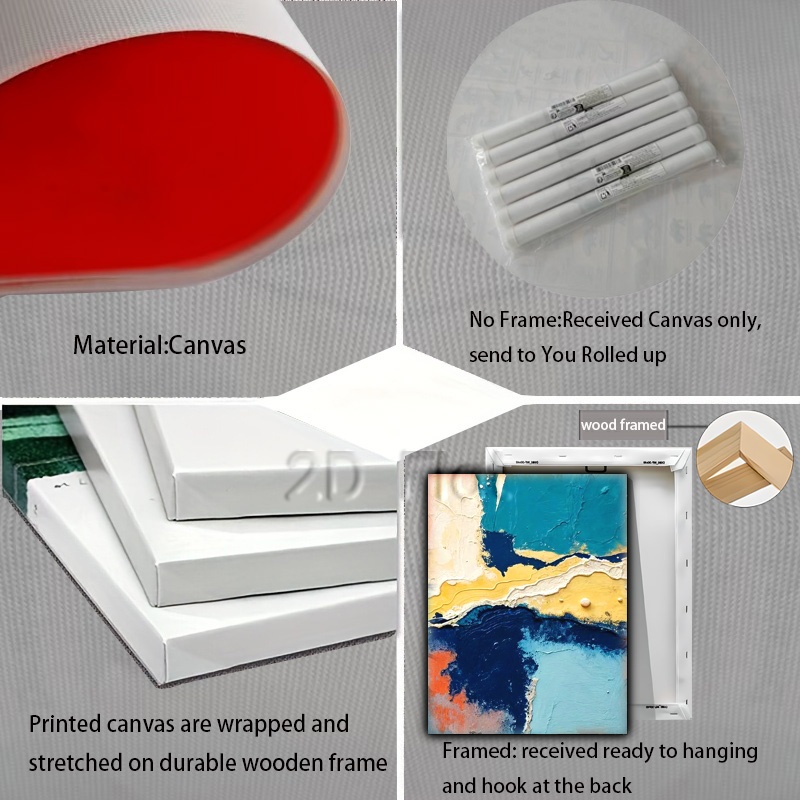 Material:Canvas
No Frame:Received Canvas only,
send to You Rolled up
2D
wood framed
Printed canvas are wrapped and
stretched on durable wooden frame
Framed: received ready to hanging
and hook at the back